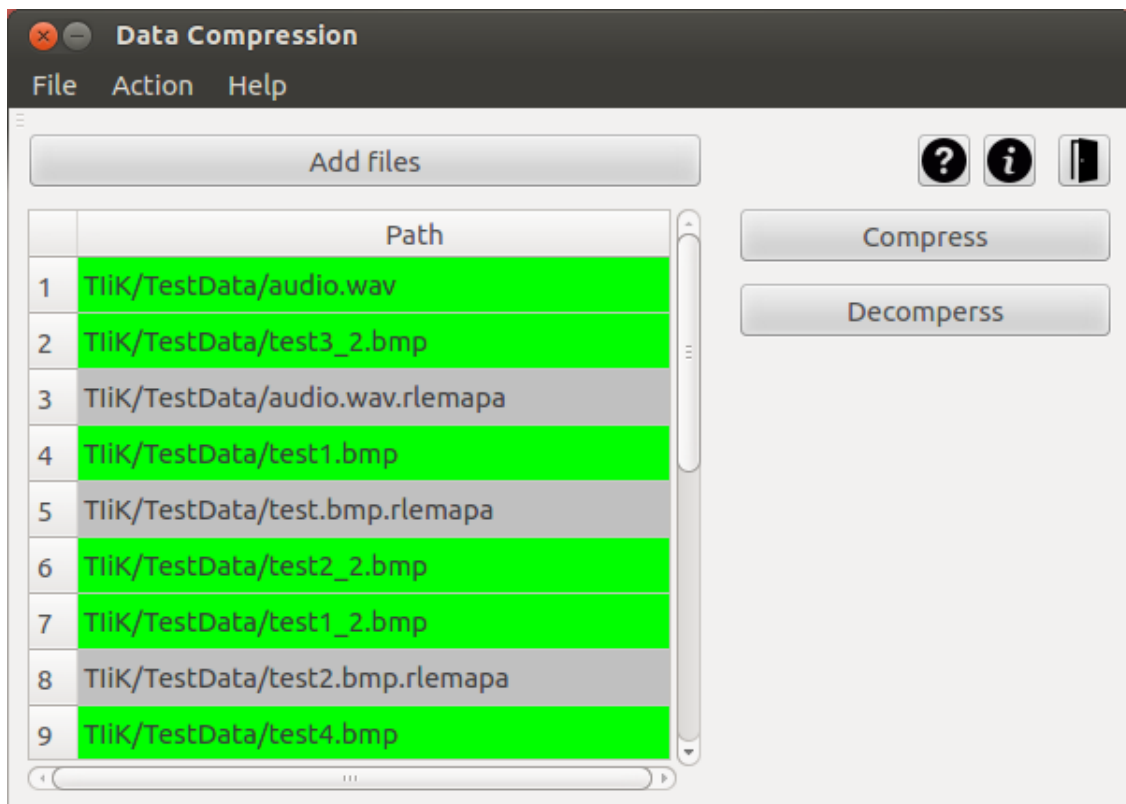 Data Compression
File Action Help
Add files
Path
1 TIiK/TestData/audio.wav
2 TIiK/TestData/test3_2.bmp
3 TIiK/TestData/audio.wav.rlemapa
4 TIiK/TestData/test1.bmp
5 TIiK/TestData/test.bmp.rlemapa
6 TIiK/TestData/test2_2.bmp
7 TIiK/TestData/test1_2.bmp
8 TIiK/TestData/test2.bmp.rlemapa
9 TIiK/TestData/test4.bmp
? i
Compress
Decomperss